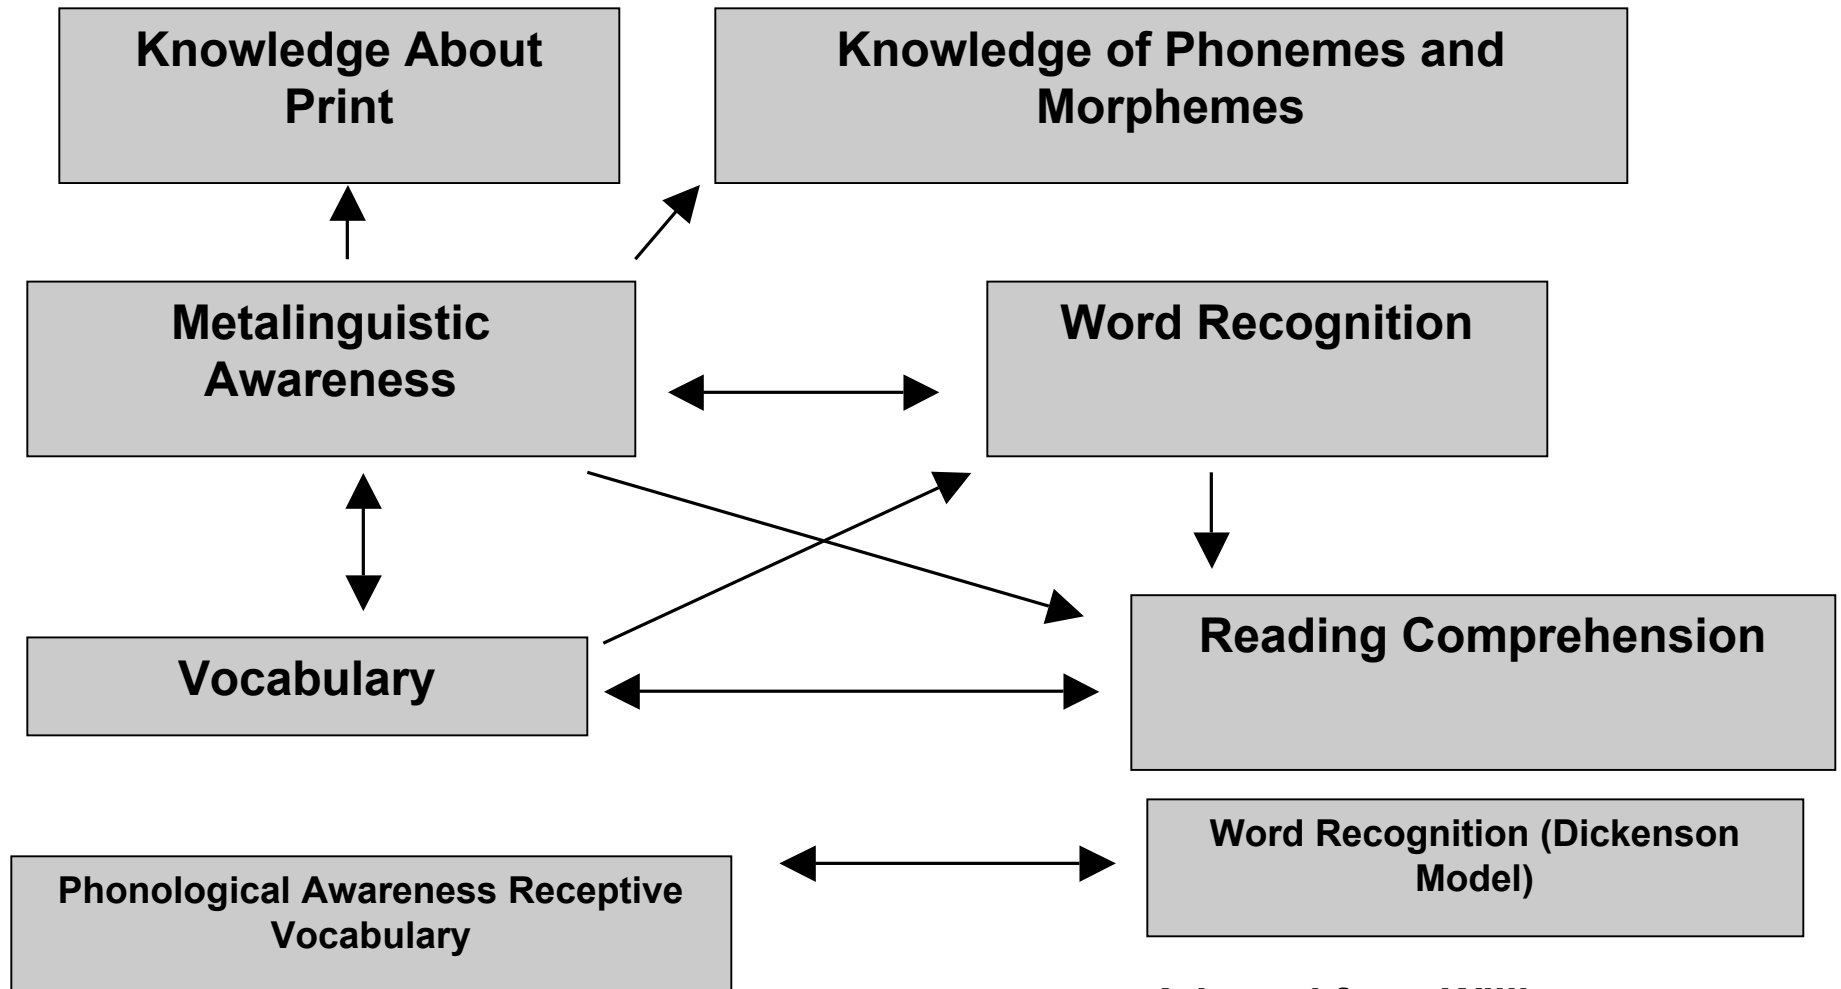 Knowledge About
Print
Knowledge of Phonemes and
Morphemes
Metalinguistic
Awareness
Word Recognition
Vocabulary
Reading Comprehension
Word Recognition (Dickenson
Model)
Phonological Awareness Receptive
Vocabulary